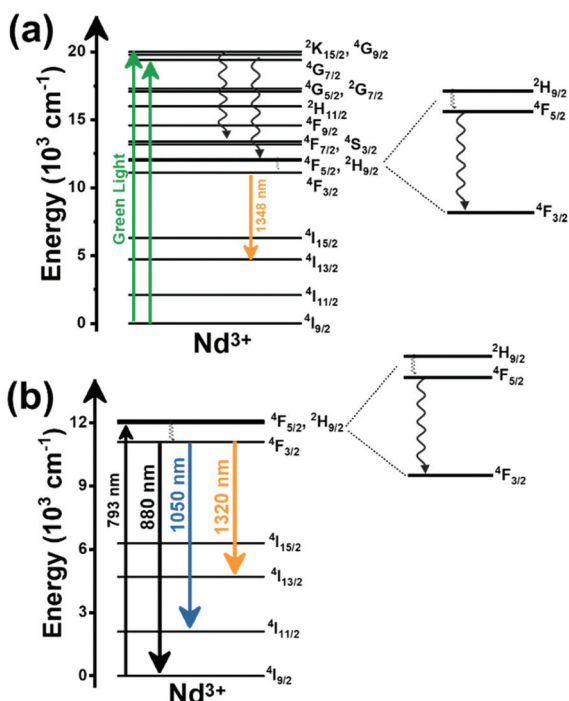 (a)
Energy (10³ cm⁻¹)
20
15
10
5
0
Green Light
1348 nm
²K₁₅/₂, ⁴G₉/₂
⁴G₇/₂
⁴G₅/₂, ²G₇/₂
²H₁₁/₂
⁴F₉/₂
⁴F₇/₂, ⁴S₃/₂
⁴F₅/₂, ²H₉/₂
⁴F₃/₂
⁴I₁₅/₂
⁴I₁₃/₂
⁴I₁₁/₂
⁴I₉/₂
Nd³⁺
²H₉/₂
⁴F₅/₂
⁴F₃/₂
(b)
Energy (10³ cm⁻¹)
12
9
6
3
0
793 nm
880 nm
1050 nm
1320 nm
⁴F₅/₂, ²H₉/₂
⁴F₃/₂
⁴I₁₅/₂
⁴I₁₃/₂
⁴I₁₁/₂
⁴I₉/₂
Nd³⁺
²H₉/₂
⁴F₅/₂
⁴F₃/₂